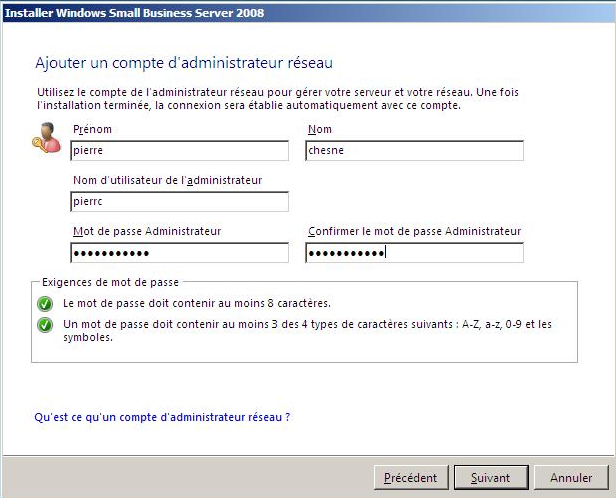 Installer Windows Small Business Server 2008
Ajouter un compte d'administrateur réseau
Utilisez le compte de l'administrateur réseau pour gérer votre serveur et votre réseau. Une fois
l'installation terminée, la connexion sera établie automatiquement avec ce compte.
Prénom Nom
pierre chesne
Nom d'utilisateur de l'administrateur
pierrc
Mot de passe Administrateur Confirmer le mot de passe Administrateur
●●●●●●●●●●● ●●●●●●●●●●●
Exigences de mot de passe
Le mot de passe doit contenir au moins 8 caractères.
Un mot de passe doit contenir au moins 3 des 4 types de caractères suivants : A-Z, a-z, 0-9 et les
symboles.
Qu'est ce qu'un compte d'administrateur réseau ?
Précédent Suivant Annuler